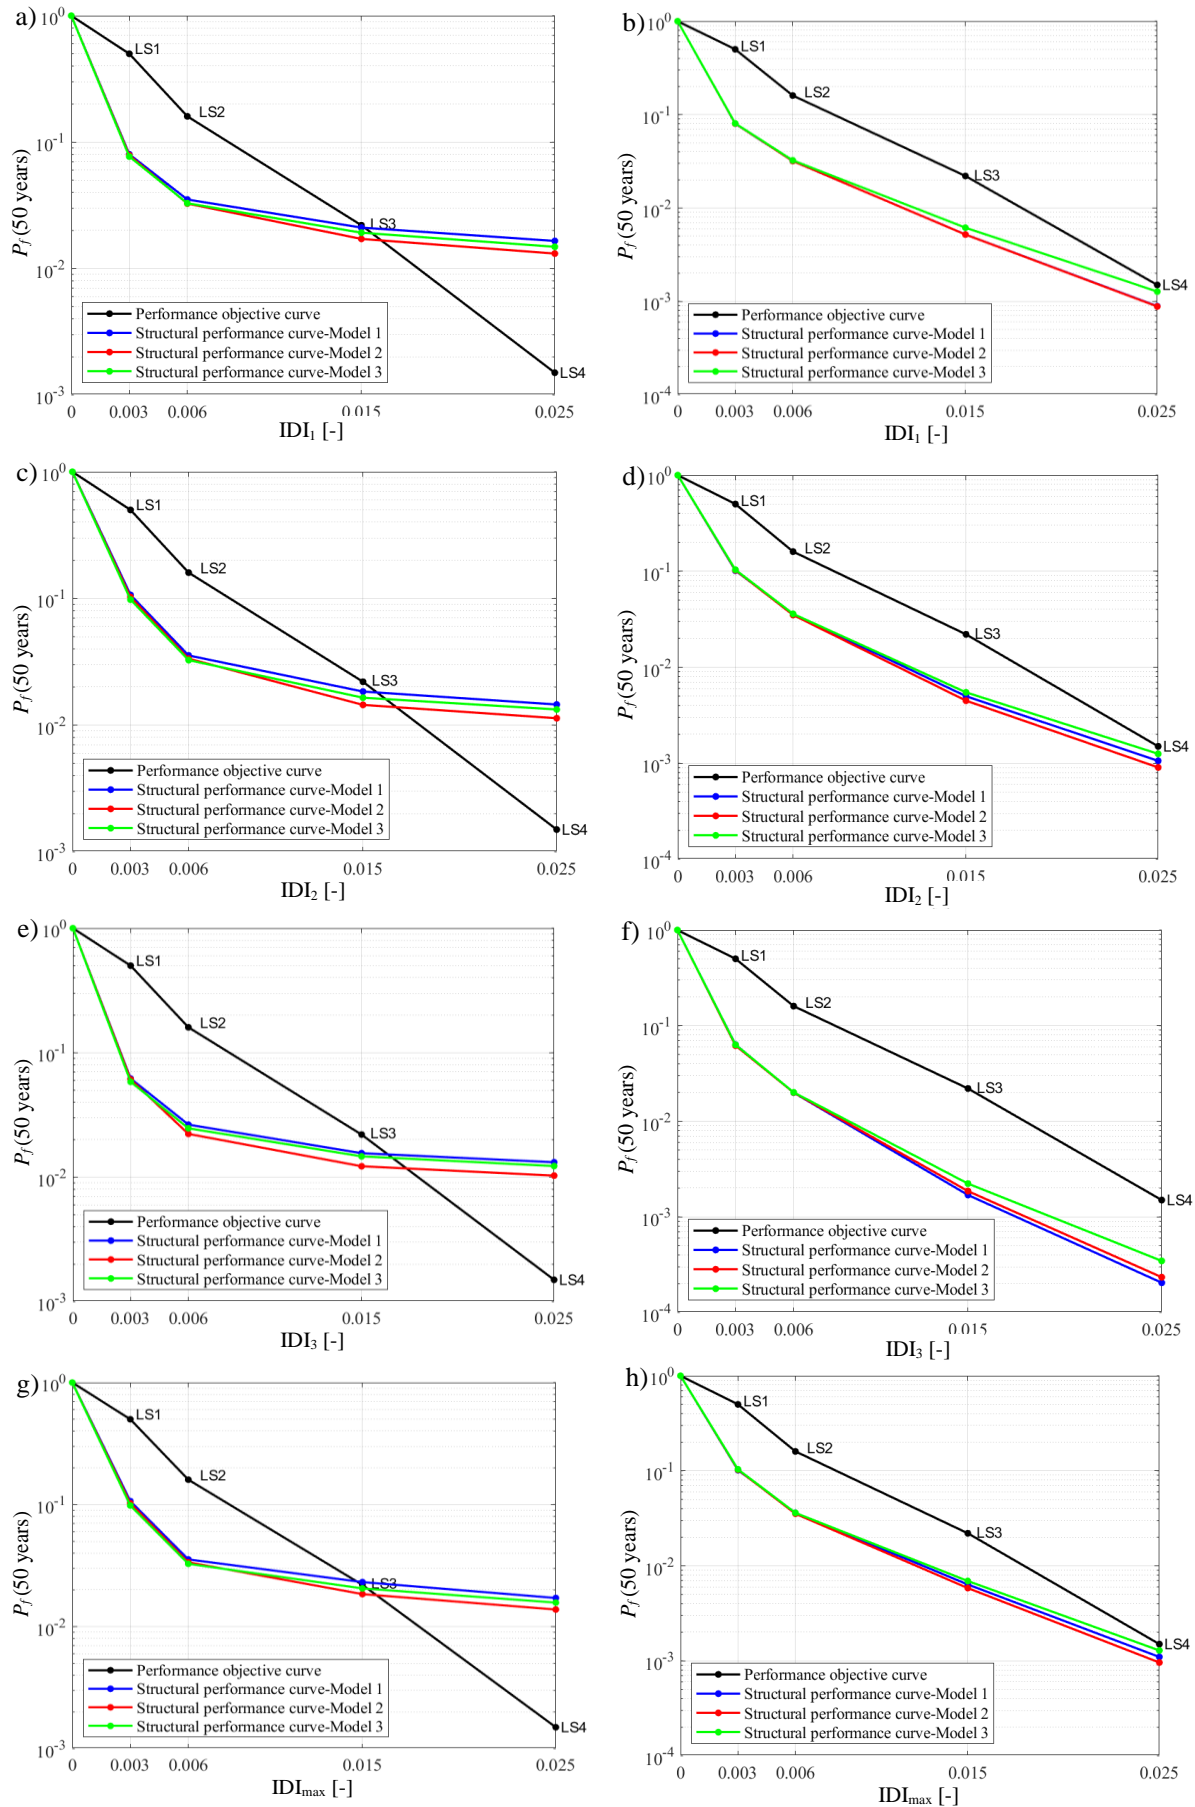 a)
P_f (50 years)
10^0
10^-1
10^-2
10^-3
LS1
LS2
LS3
LS4
Performance objective curve
Structural performance curve-Model 1
Structural performance curve-Model 2
Structural performance curve-Model 3
0 0.003 0.006 0.015 0.025
IDI_1 [-]
b)
P_f (50 years)
10^0
10^-1
10^-2
10^-3
10^-4
LS1
LS2
LS3
LS4
Performance objective curve
Structural performance curve-Model 1
Structural performance curve-Model 2
Structural performance curve-Model 3
0 0.003 0.006 0.015 0.025
IDI_1 [-]
c)
P_f (50 years)
10^0
10^-1
10^-2
10^-3
LS1
LS2
LS3
LS4
Performance objective curve
Structural performance curve-Model 1
Structural performance curve-Model 2
Structural performance curve-Model 3
0 0.003 0.006 0.015 0.025
IDI_2 [-]
d)
P_f (50 years)
10^0
10^-1
10^-2
10^-3
10^-4
LS1
LS2
LS3
LS4
Performance objective curve
Structural performance curve-Model 1
Structural performance curve-Model 2
Structural performance curve-Model 3
0 0.003 0.006 0.015 0.025
IDI_2 [-]
e)
P_f (50 years)
10^0
10^-1
10^-2
10^-3
LS1
LS2
LS3
LS4
Performance objective curve
Structural performance curve-Model 1
Structural performance curve-Model 2
Structural performance curve-Model 3
0 0.003 0.006 0.015 0.025
IDI_3 [-]
f)
P_f (50 years)
10^0
10^-1
10^-2
10^-3
10^-4
LS1
LS2
LS3
LS4
Performance objective curve
Structural performance curve-Model 1
Structural performance curve-Model 2
Structural performance curve-Model 3
0 0.003 0.006 0.015 0.025
IDI_3 [-]
g)
P_f (50 years)
10^0
10^-1
10^-2
10^-3
LS1
LS2
LS3
LS4
Performance objective curve
Structural performance curve-Model 1
Structural performance curve-Model 2
Structural performance curve-Model 3
0 0.003 0.006 0.015 0.025
IDI_max [-]
h)
P_f (50 years)
10^0
10^-1
10^-2
10^-3
10^-4
LS1
LS2
LS3
LS4
Performance objective curve
Structural performance curve-Model 1
Structural performance curve-Model 2
Structural performance curve-Model 3
0 0.003 0.006 0.015 0.025
IDI_max [-]